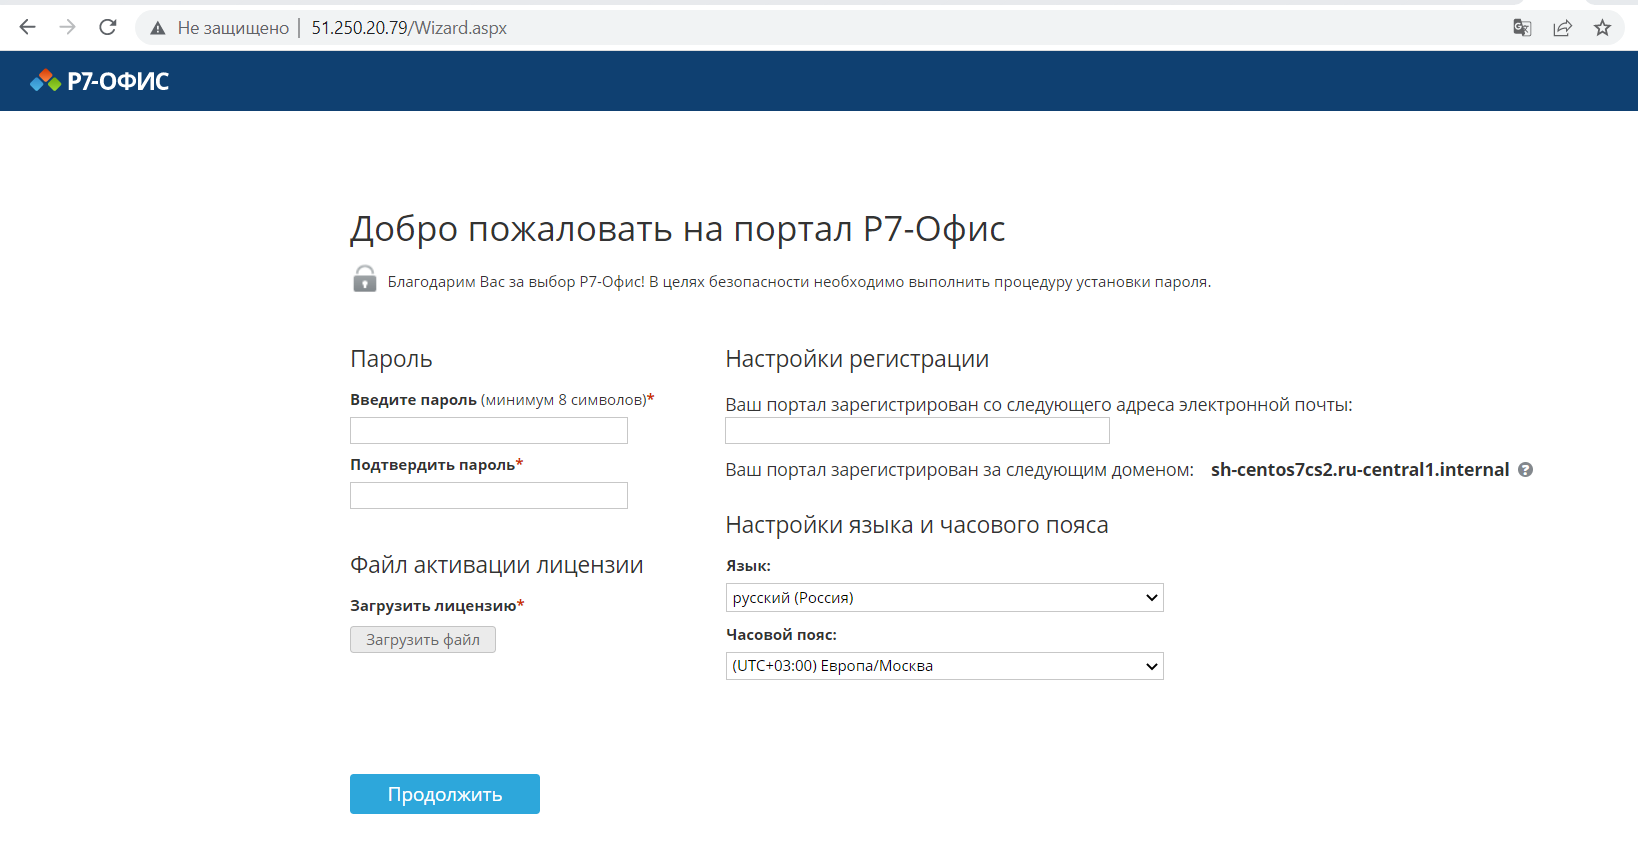 Не защищено | 51.250.20.79/Wizard.aspx
Р7-ОФИС
Добро пожаловать на портал Р7-Офис
Благодарим Вас за выбор Р7-Офис! В целях безопасности необходимо выполнить процедуру установки пароля.
Пароль
Введите пароль (минимум 8 символов)*
Подтвердить пароль*
Файл активации лицензии
Загрузить лицензию*
Загрузить файл
Настройки регистрации
Ваш портал зарегистрирован со следующего адреса электронной почты:
Ваш портал зарегистрирован за следующим доменом: sh-centos7cs2.ru-central1.internal ?
Настройки языка и часового пояса
Язык:
русский (Россия)
Часовой пояс:
(UTC+03:00) Европа/Москва
Продолжить